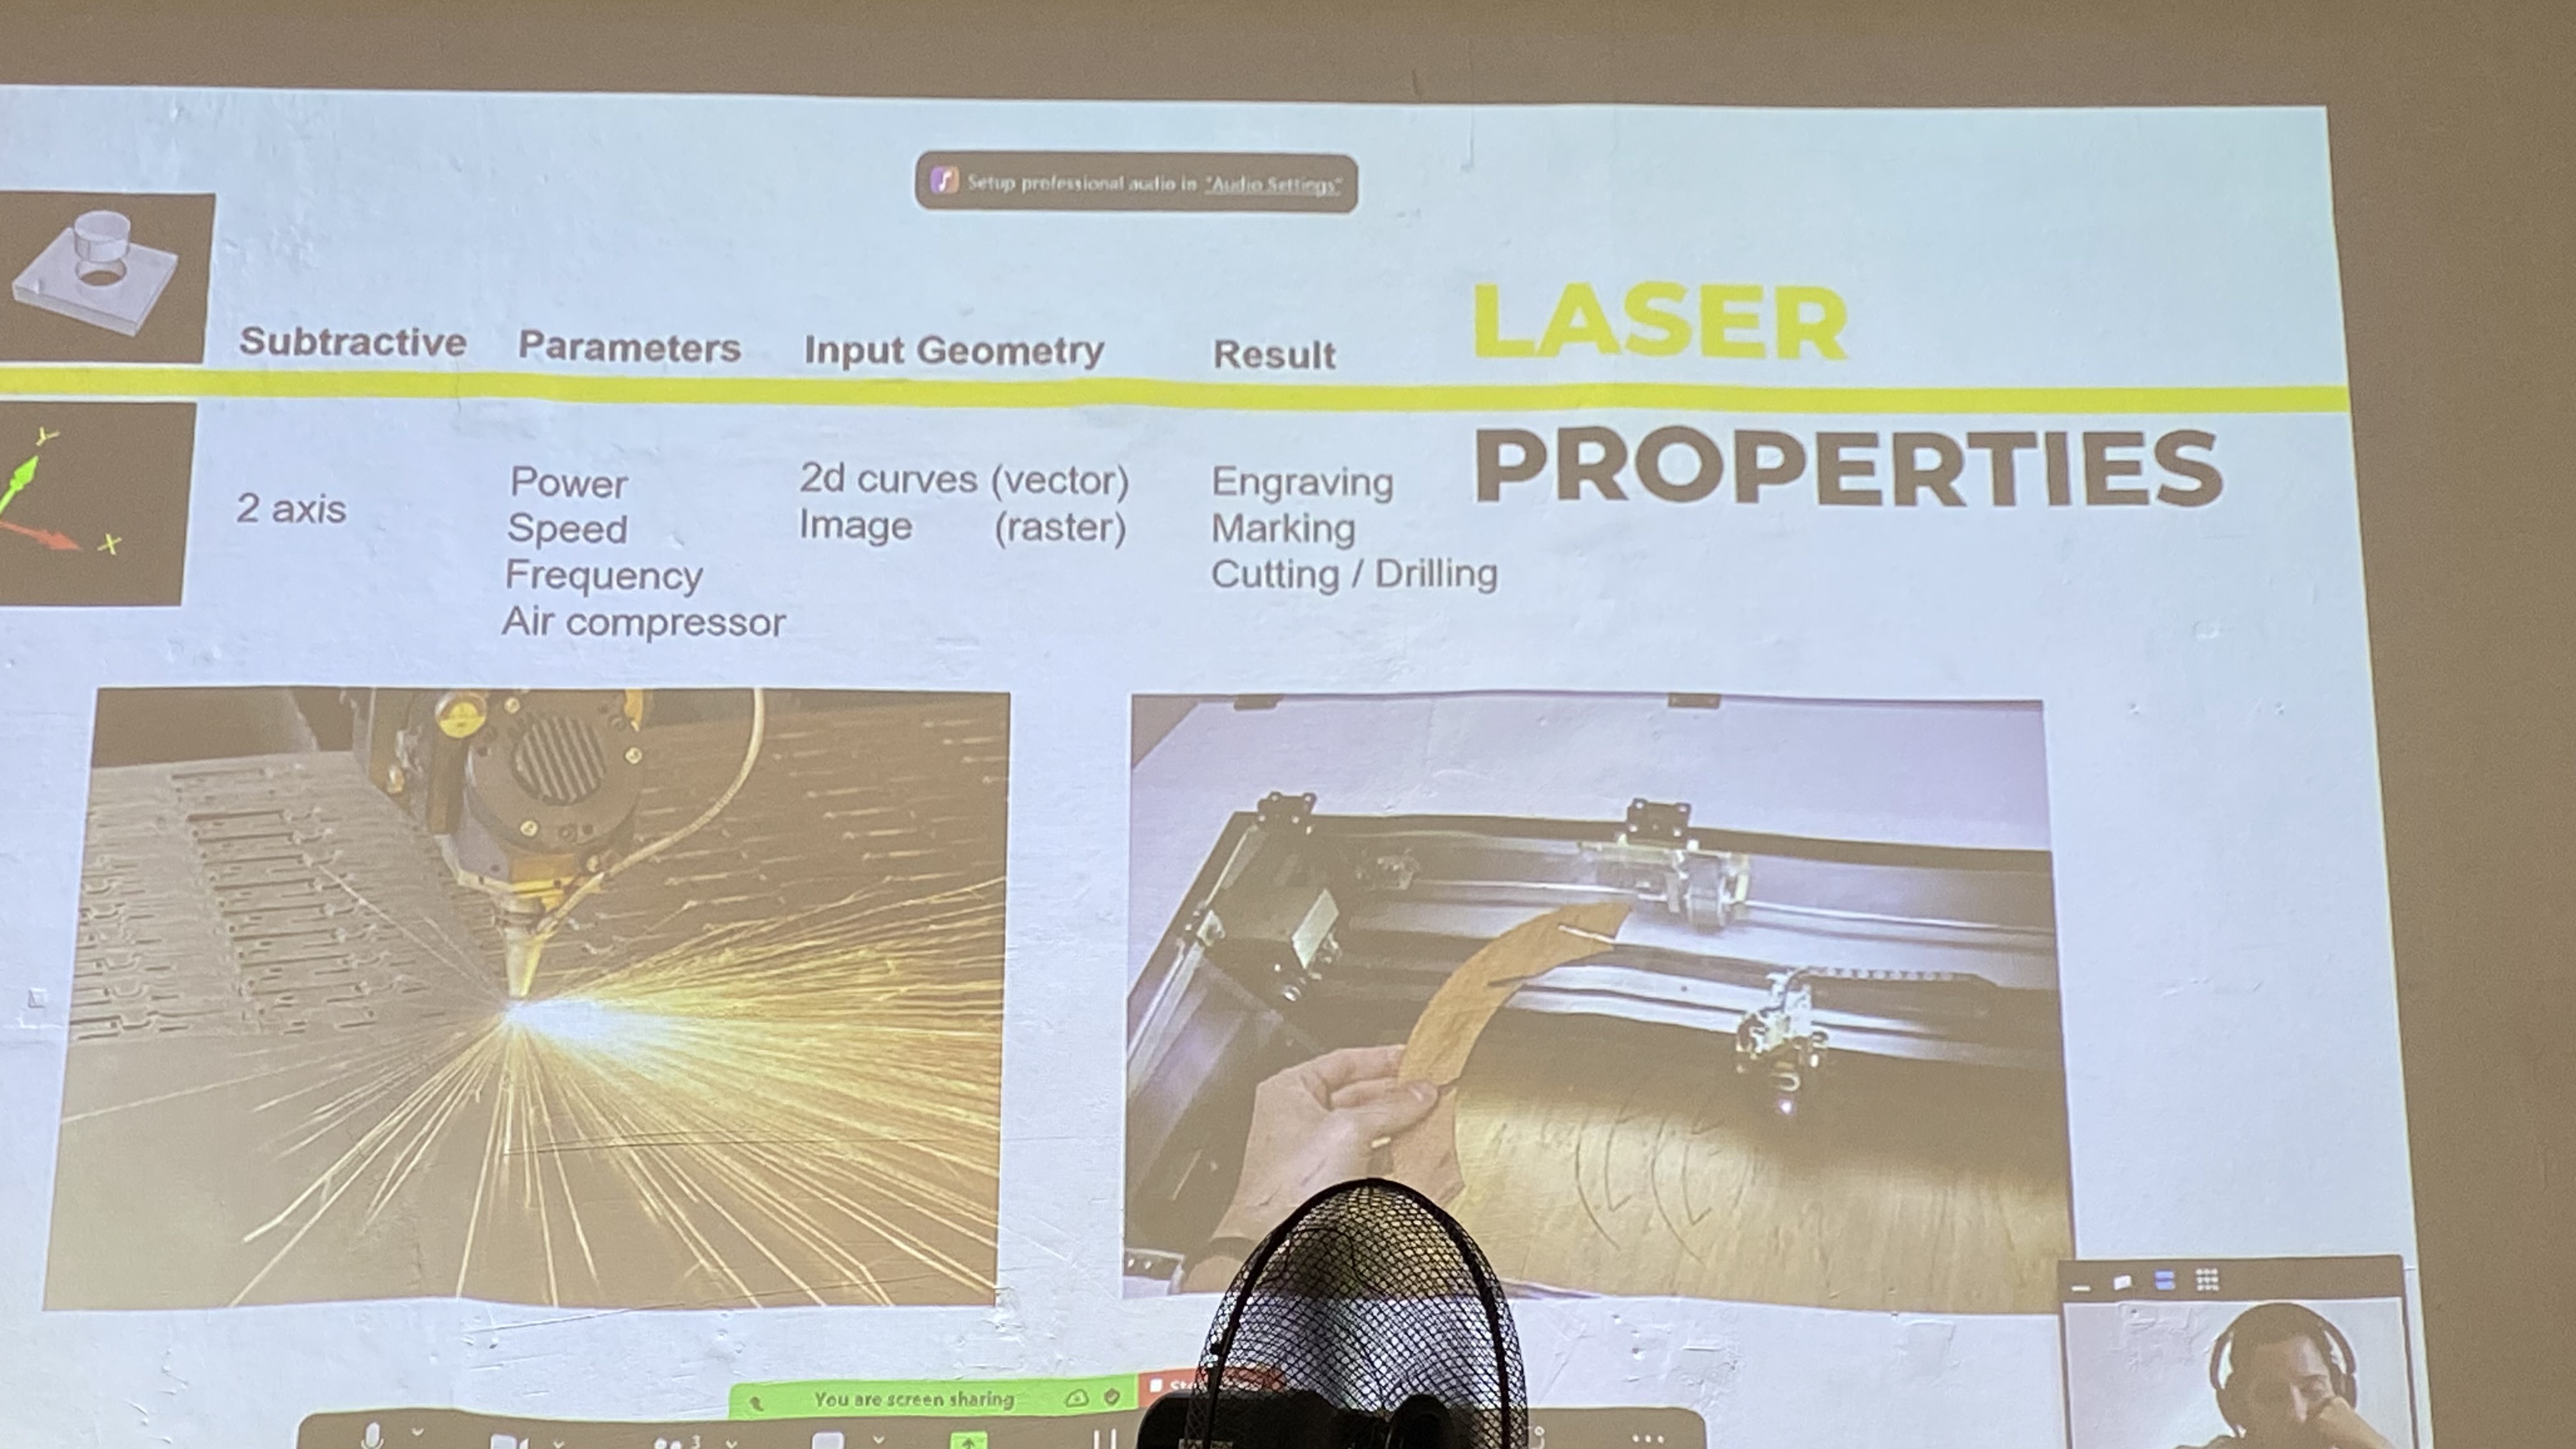 Setup professional audio in "Audio Settings"
LASER
PROPERTIES
Subtractive Parameters Input Geometry Result
2 axis
Power
Speed
Frequency
Air compressor
2d curves (vector)
Image (raster)
Engraving
Marking
Cutting / Drilling
Y
X
You are screen sharing
3